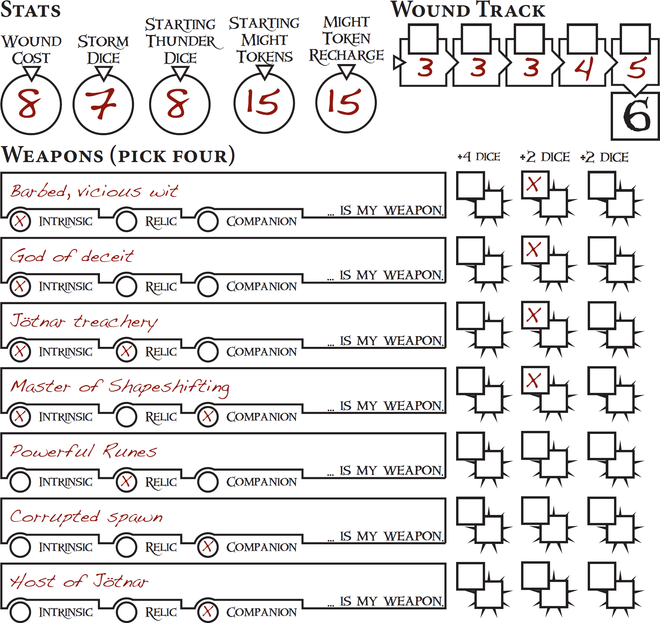 STATS
WOUND TRACK
WOUND COST
STORM DICE
STARTING THUNDER DICE
STARTING MIGHT TOKENS
MIGHT TOKEN RECHARGE
8 7 8 15 15
3 3 3 4 5
6
WEAPONS (PICK FOUR)
+4 DICE +2 DICE +2 DICE
Barbed, vicious wit
X
X INTRINSIC RELIC COMPANION ... IS MY WEAPON.
God of deceit
X
X INTRINSIC RELIC COMPANION ... IS MY WEAPON.
Jötnar treachery
X
X INTRINSIC X RELIC COMPANION ... IS MY WEAPON.
Master of Shapeshifting
X
X INTRINSIC RELIC X COMPANION ... IS MY WEAPON.
Powerful Runes
INTRINSIC X RELIC COMPANION ... IS MY WEAPON.
Corrupted spawn
INTRINSIC RELIC X COMPANION ... IS MY WEAPON.
Host of Jötnar
INTRINSIC RELIC X COMPANION ... IS MY WEAPON.